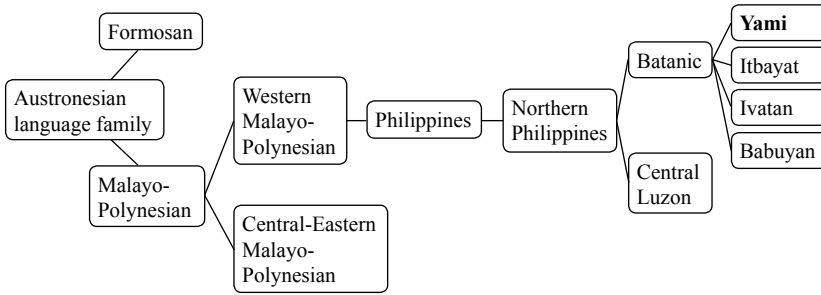 Formosan
Austronesian
language family
Malayo-
Polynesian
Western
Malayo-
Polynesian
Central-Eastern
Malayo-
Polynesian
Philippines
Northern
Philippines
Batanic
Central
Luzon
Yami
Itbayat
Ivatan
Babuyan